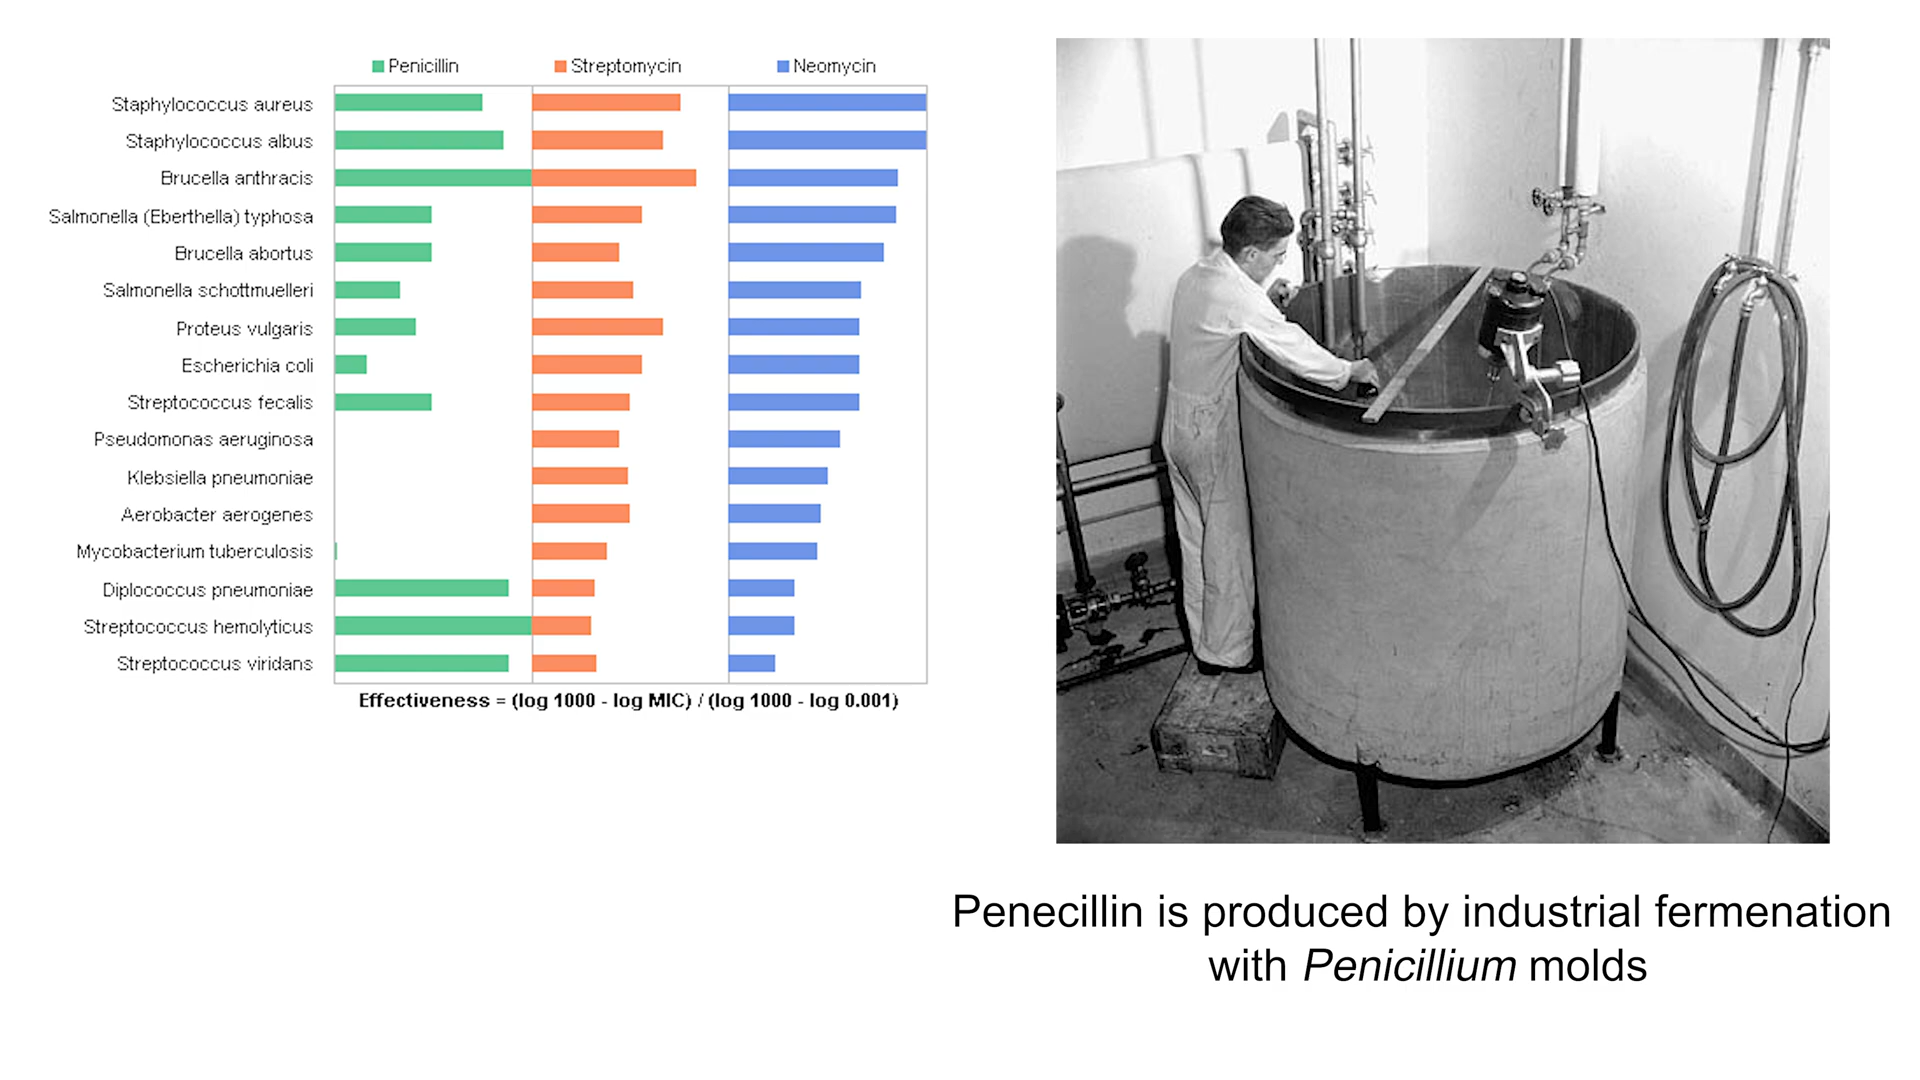 Penicillin
Streptomycin
Neomycin
Staphylococcus aureus
Staphylococcus albus
Brucella anthracis
Salmonella (Eberthella) typhosa
Brucella abortus
Salmonella schottmuelleri
Proteus vulgaris
Escherichia coli
Streptococcus fecalis
Pseudomonas aeruginosa
Klebsiella pneumoniae
Aerobacter aerogenes
Mycobacterium tuberculosis
Diplococcus pneumoniae
Streptococcus hemolyticus
Streptococcus viridans
Effectiveness = (log 1000 - log MIC) / (log 1000 - log 0.001)
Penecillin is produced by industrial fermenation
with Penicillium molds